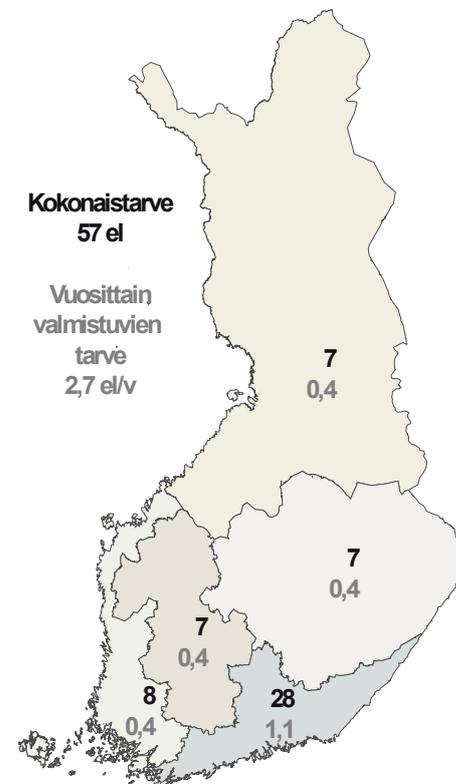 Kokonaistarve
57 el
Vuosittain
valmistuvien
tarve
2,7 el/v
7
0,4
7
0,4
7
0,4
8
0,4
28
1,1